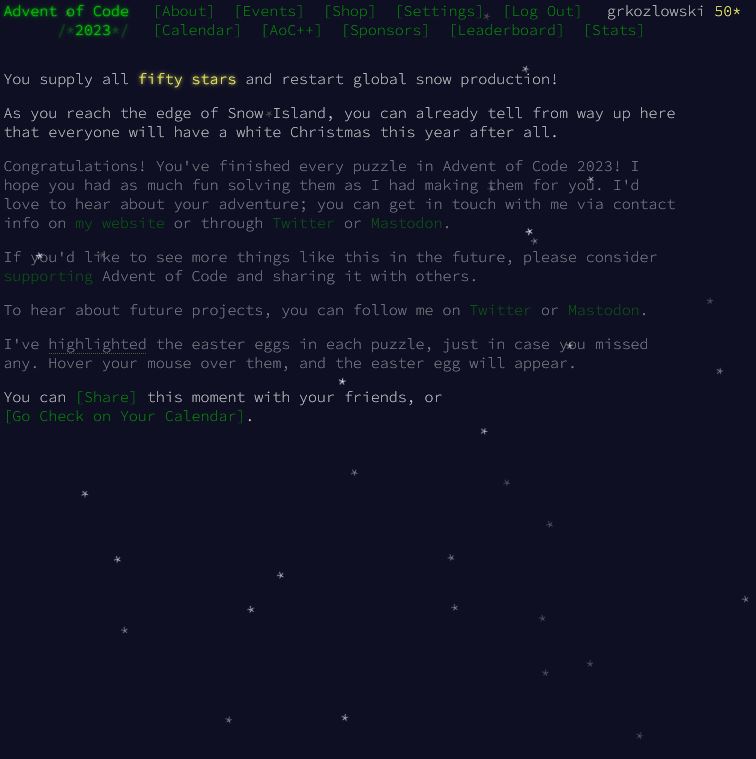 Advent of Code [About] [Events] [Shop] [Settings] [Log Out] grkozlowski 50*
/*2023*/ [Calendar] [AoC++] [Sponsors] [Leaderboard] [Stats]
You supply all fifty stars and restart global snow production!
As you reach the edge of Snow Island, you can already tell from way up here
that everyone will have a white Christmas this year after all.
Congratulations! You've finished every puzzle in Advent of Code 2023! I
hope you had as much fun solving them as I had making them for you. I'd
love to hear about your adventure; you can get in touch with me via contact
info on my website or through Twitter or Mastodon.
If you'd like to see more things like this in the future, please consider
supporting Advent of Code and sharing it with others.
To hear about future projects, you can follow me on Twitter or Mastodon.
I've highlighted the easter eggs in each puzzle, just in case you missed
any. Hover your mouse over them, and the easter egg will appear.
You can [Share] this moment with your friends, or
[Go Check on Your Calendar].